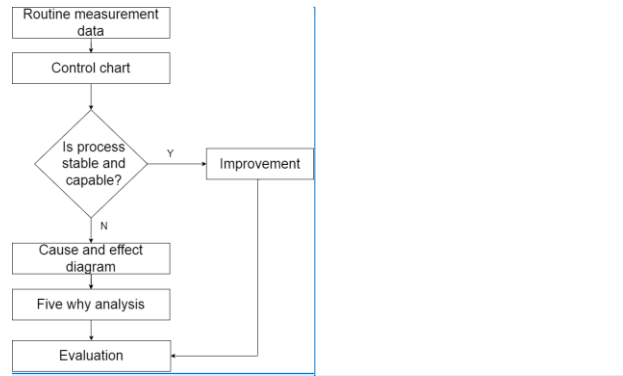 Routine measurement
data
Control chart
Is process
stable and
capable?
Y
Improvement
N
Cause and effect
diagram
Five why analysis
Evaluation